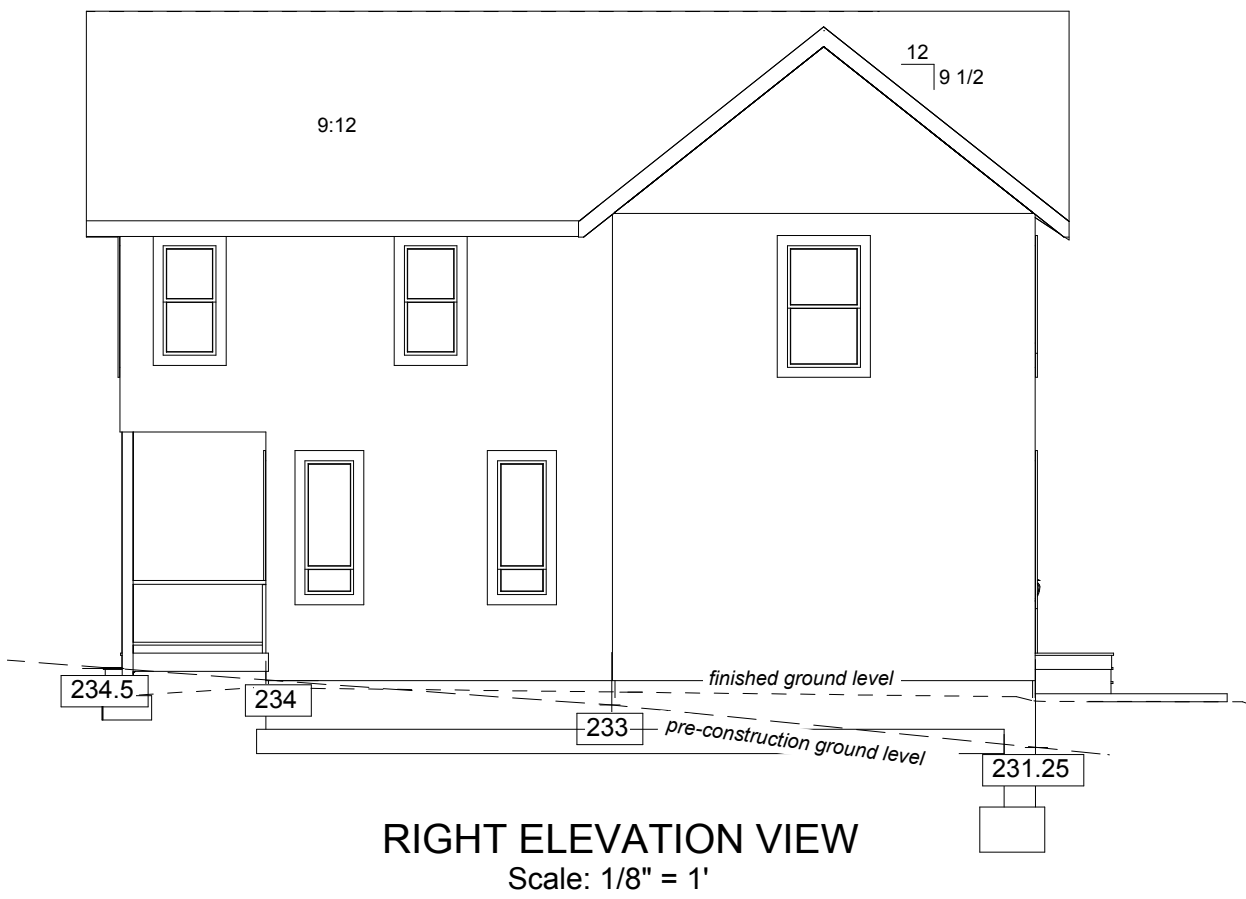 12
9 1/2
9:12
finished ground level
234.5
234
233
pre-construction ground level
231.25
RIGHT ELEVATION VIEW
Scale: 1/8" = 1'